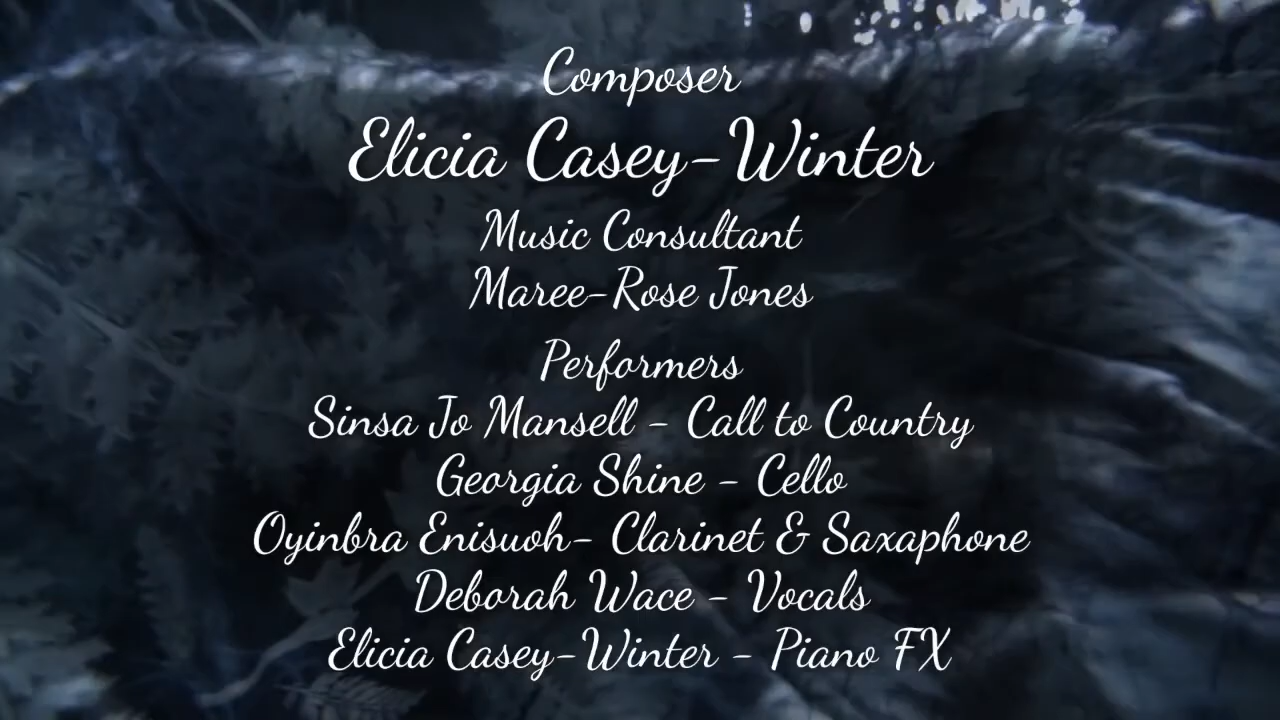 Composer
Elicia Casey-Winter
Music Consultant
Maree-Rose Jones
Performers
Sinsa Jo Mansell - Call to Country
Georgia Shine - Cello
Oyinbra Enisuoh- Clarinet & Saxaphone
Deborah Wace - Vocals
Elicia Casey-Winter - Piano FX